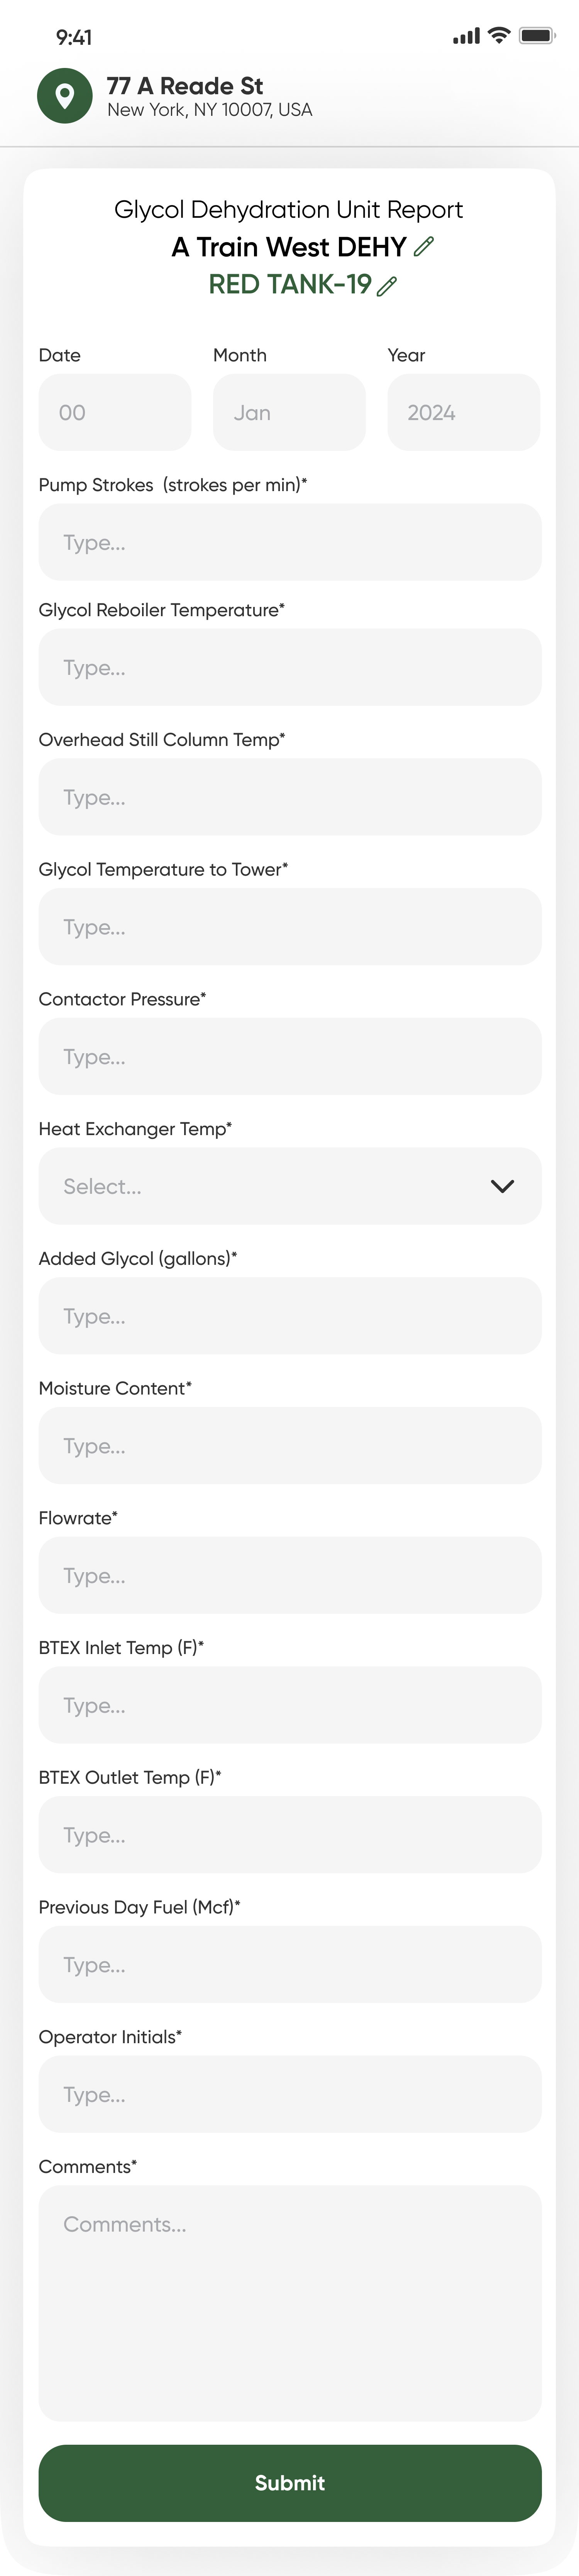 9:41
77 A Reade St
New York, NY 10007, USA
Glycol Dehydration Unit Report
A Train West DEHY
RED TANK-19
Date Month Year
00 Jan 2024
Pump Strokes (strokes per min)*
Type...
Glycol Reboiler Temperature*
Type...
Overhead Still Column Temp*
Type...
Glycol Temperature to Tower*
Type...
Contactor Pressure*
Type...
Heat Exchanger Temp*
Select...
Added Glycol (gallons)*
Type...
Moisture Content*
Type...
Flowrate*
Type...
BTEX Inlet Temp (F)*
Type...
BTEX Outlet Temp (F)*
Type...
Previous Day Fuel (Mcf)*
Type...
Operator Initials*
Type...
Comments*
Comments...
Submit